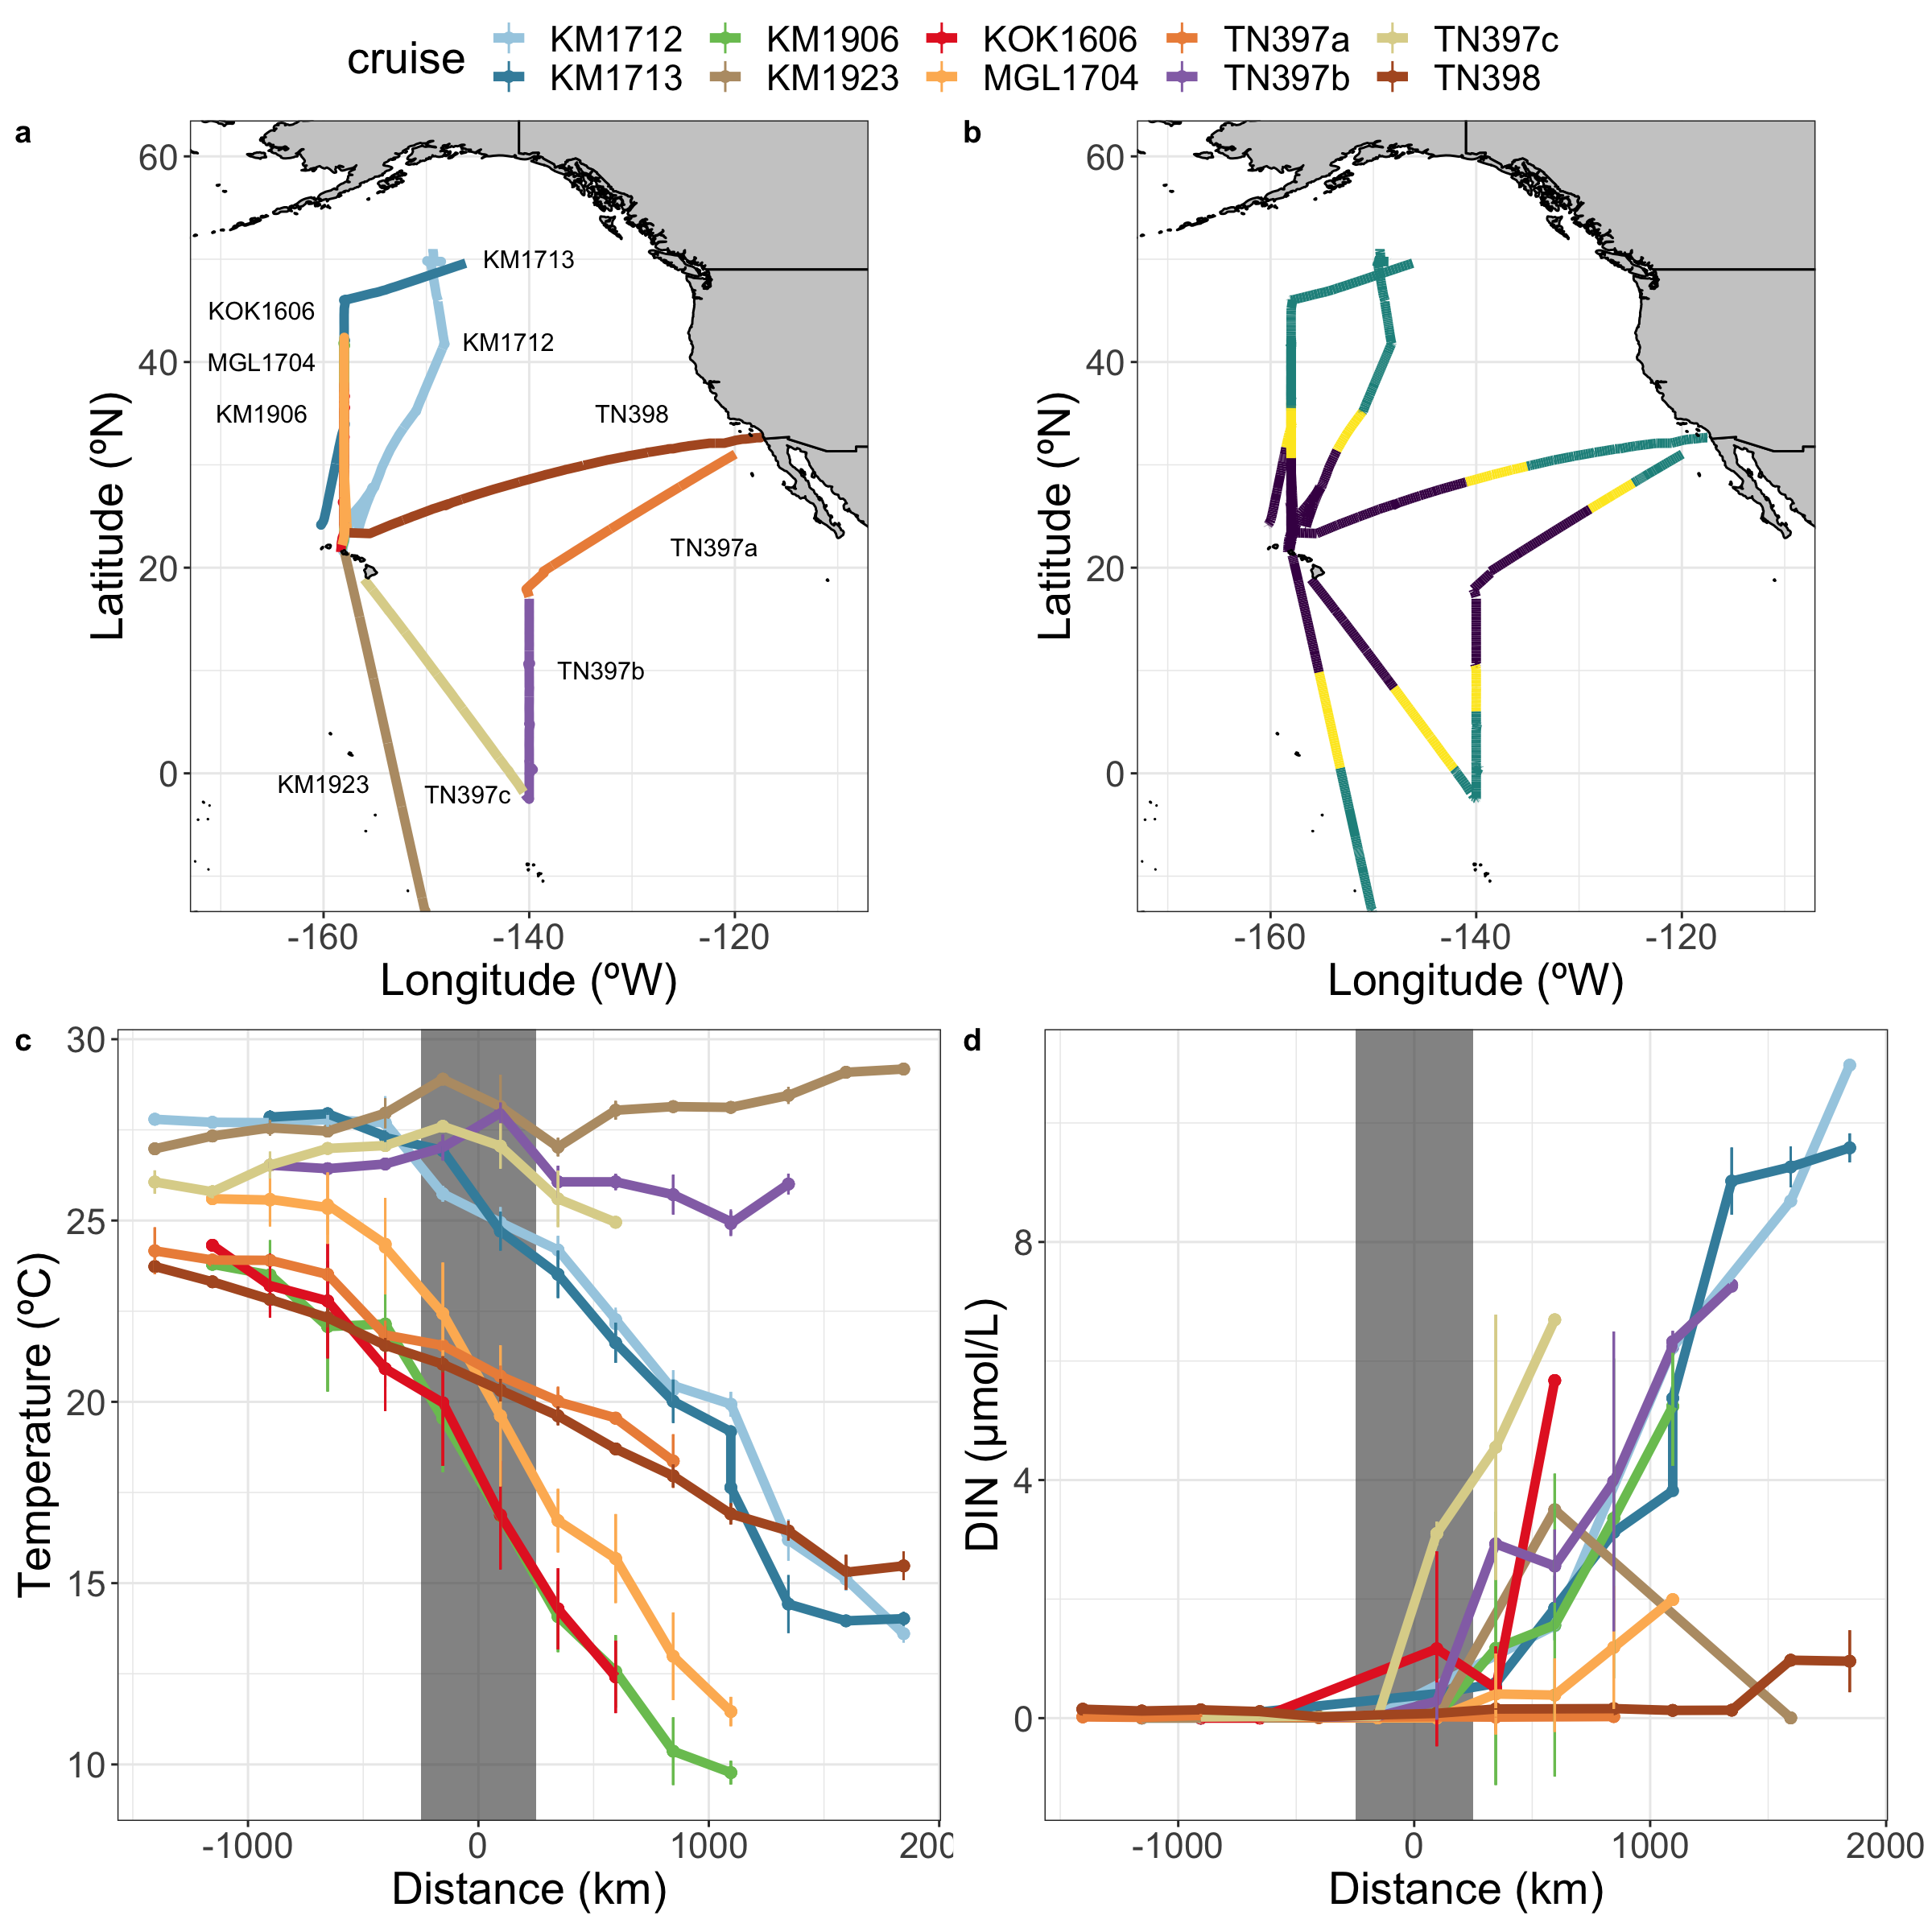 cruise
KM1712 KM1906 KOK1606 TN397a TN397c
KM1713 KM1923 MGL1704 TN397b TN398
a
60
40
20
0
Latitude (ºN)
KM1713
KOK1606
KM1712
MGL1704
KM1906
TN398
TN397a
TN397b
KM1923
TN397c
-160 -140 -120
Longitude (ºW)
b
60
40
20
0
Latitude (ºN)
-160 -140 -120
Longitude (ºW)
c
30
25
20
15
10
Temperature (ºC)
-1000 0 1000 200
Distance (km)
d
8
4
0
DIN (μmol/L)
-1000 0 1000 2000
Distance (km)